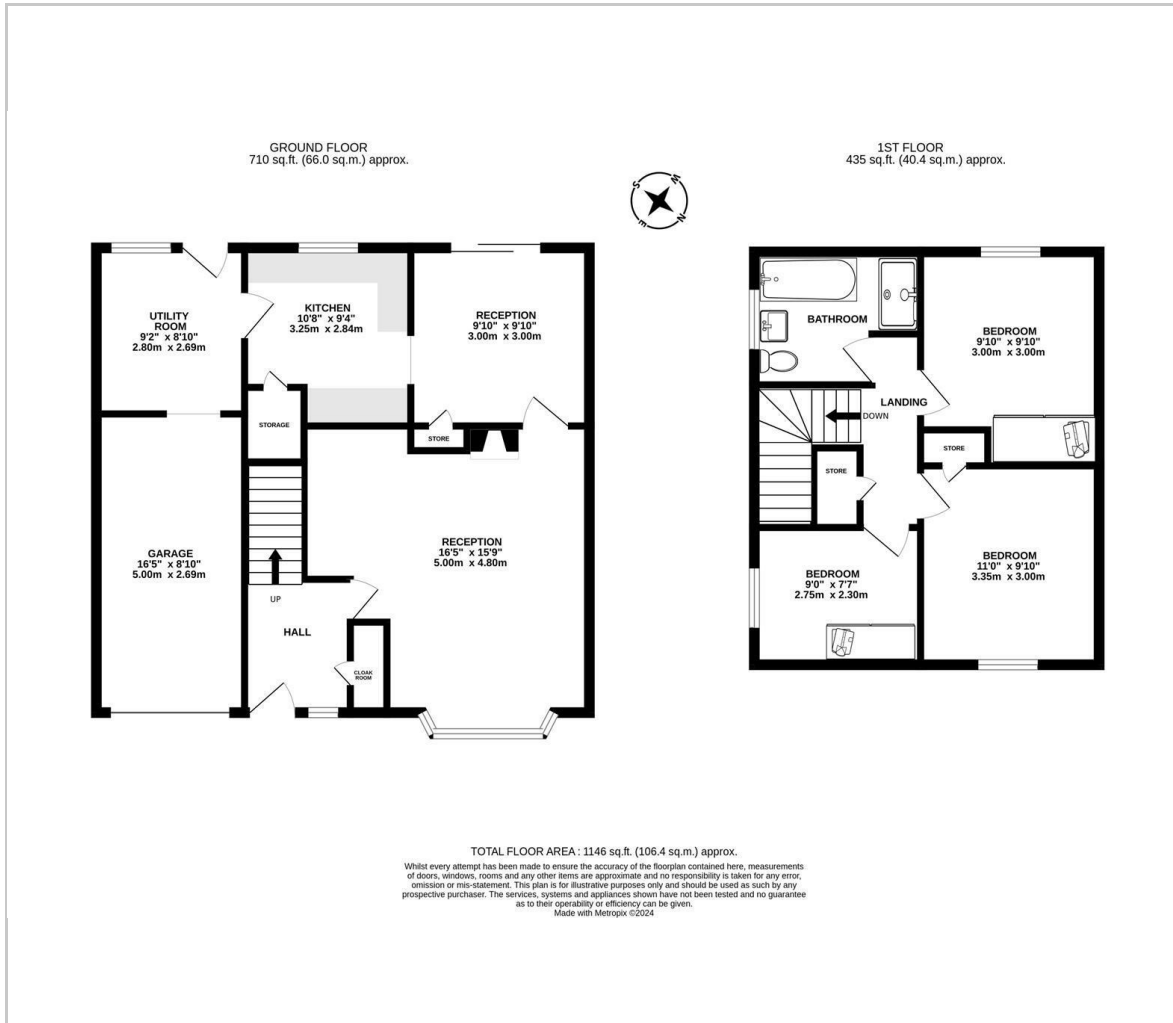 GROUND FLOOR
710 sq.ft. (66.0 sq.m.) approx.
1ST FLOOR
435 sq.ft. (40.4 sq.m.) approx.
S
W
N
E
UTILITY
ROOM
9'2" x 8'10"
2.80m x 2.69m
KITCHEN
10'8" x 9'4"
3.25m x 2.84m
RECEPTION
9'10" x 9'10"
3.00m x 3.00m
STORAGE
STORE
GARAGE
16'5" x 8'10"
5.00m x 2.69m
RECEPTION
16'5" x 15'9"
5.00m x 4.80m
UP
HALL
CLOAK
ROOM
BATHROOM
BEDROOM
9'10" x 9'10"
3.00m x 3.00m
LANDING
DOWN
STORE
STORE
BEDROOM
9'0" x 7'7"
2.75m x 2.30m
BEDROOM
11'0" x 9'10"
3.35m x 3.00m
TOTAL FLOOR AREA : 1146 sq.ft. (106.4 sq.m.) approx.
Whilst every attempt has been made to ensure the accuracy of the floorplan contained here, measurements
of doors, windows, rooms and any other items are approximate and no responsibility is taken for any error,
omission or mis-statement. This plan is for illustrative purposes only and should be used as such by any
prospective purchaser. The services, systems and appliances shown have not been tested and no guarantee
as to their operability or efficiency can be given.
Made with Metropix ©2024